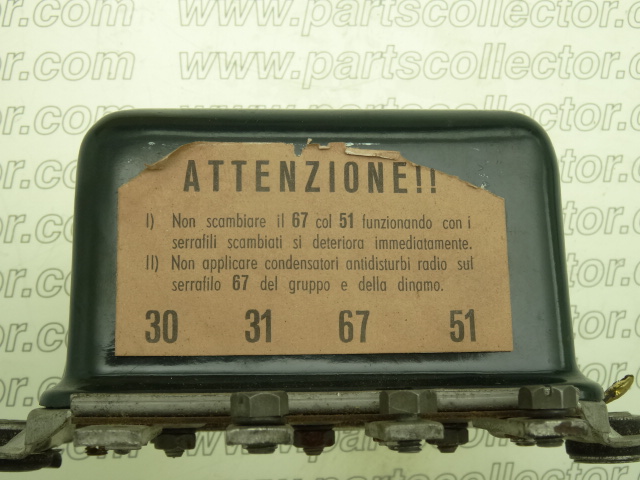 www.partscollector.com
ATTENZIONE!!
I) Non scambiare il 67 col 51 funzionando con i
serrafili scambiati si deteriora immediatamente.
II) Non applicare condensatori antidisturbi radio sul
serrafilo 67 del gruppo e della dinamo.
30 31 67 51